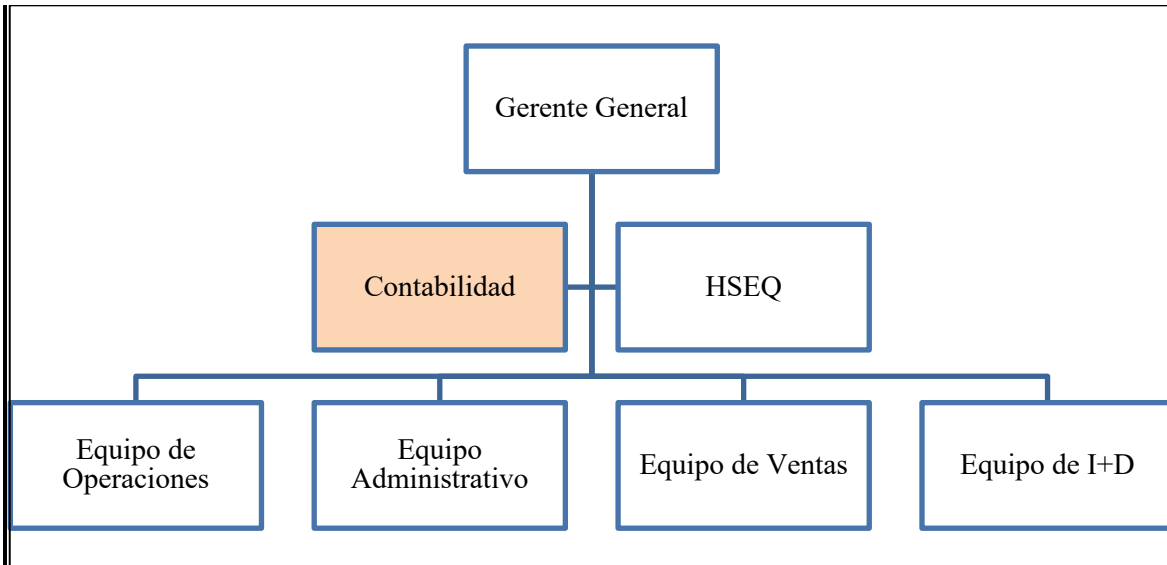 Gerente General
Contabilidad
HSEQ
Equipo de
Operaciones
Equipo
Administrativo
Equipo de Ventas
Equipo de I+D